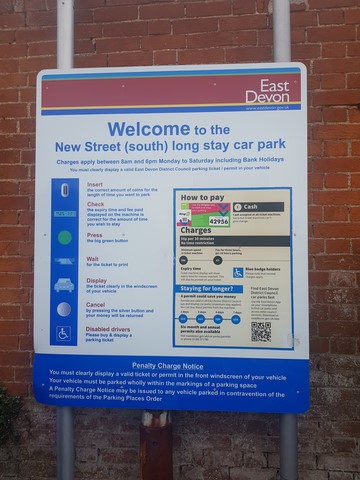 East
Devon
www.eastdevon.gov.uk
Welcome to the
New Street (south) long stay car park
Charges apply between 8am and 6pm Monday to Saturday including Bank Holidays
You must clearly display a valid East Devon District Council parking ticket / permit in your vehicle
Insert
the correct amount of coins for the
length of time you want to park
Check
the expiry time and fee paid
displayed on the machine is
correct for the amount of time
you wish to stay
Press
the big green button
Wait
for the ticket to print
Display
the ticket clearly in the windscreen
of your vehicle
Cancel
by pressing the silver button and
your money will be returned
Disabled drivers
Please buy & display a
parking ticket
How to pay
Cash
42956
Charges
Expiry time
Blue badge holders
Staying for longer?
A permit could save you money
Find East Devon
District Council
car parks fast
Six-month and annual
permits also available
Penalty Charge Notice
You must clearly display a valid ticket or permit in the front windscreen of your vehicle
Your vehicle must be parked wholly within the markings of a parking space
A Penalty Charge Notice may be issued to any vehicle parked in contravention of the
requirements of the Parking Places Order